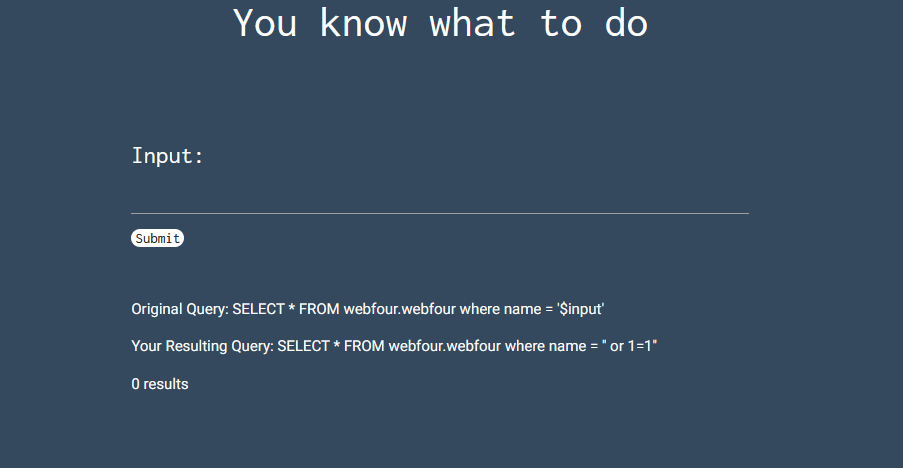 You know what to do
Input:
Submit
Original Query: SELECT * FROM webfour.webfour where name = '$input'
Your Resulting Query: SELECT * FROM webfour.webfour where name = '' or 1=1''
0 results